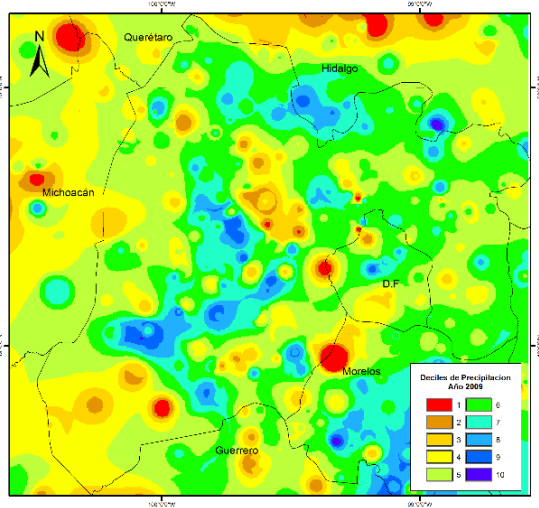 N
Querétaro
Hidalgo
Michoacán
D.F
Morelos
Guerrero
Deciles de Precipitacion
Año 2009
1 6
2 7
3 8
4 9
5 10